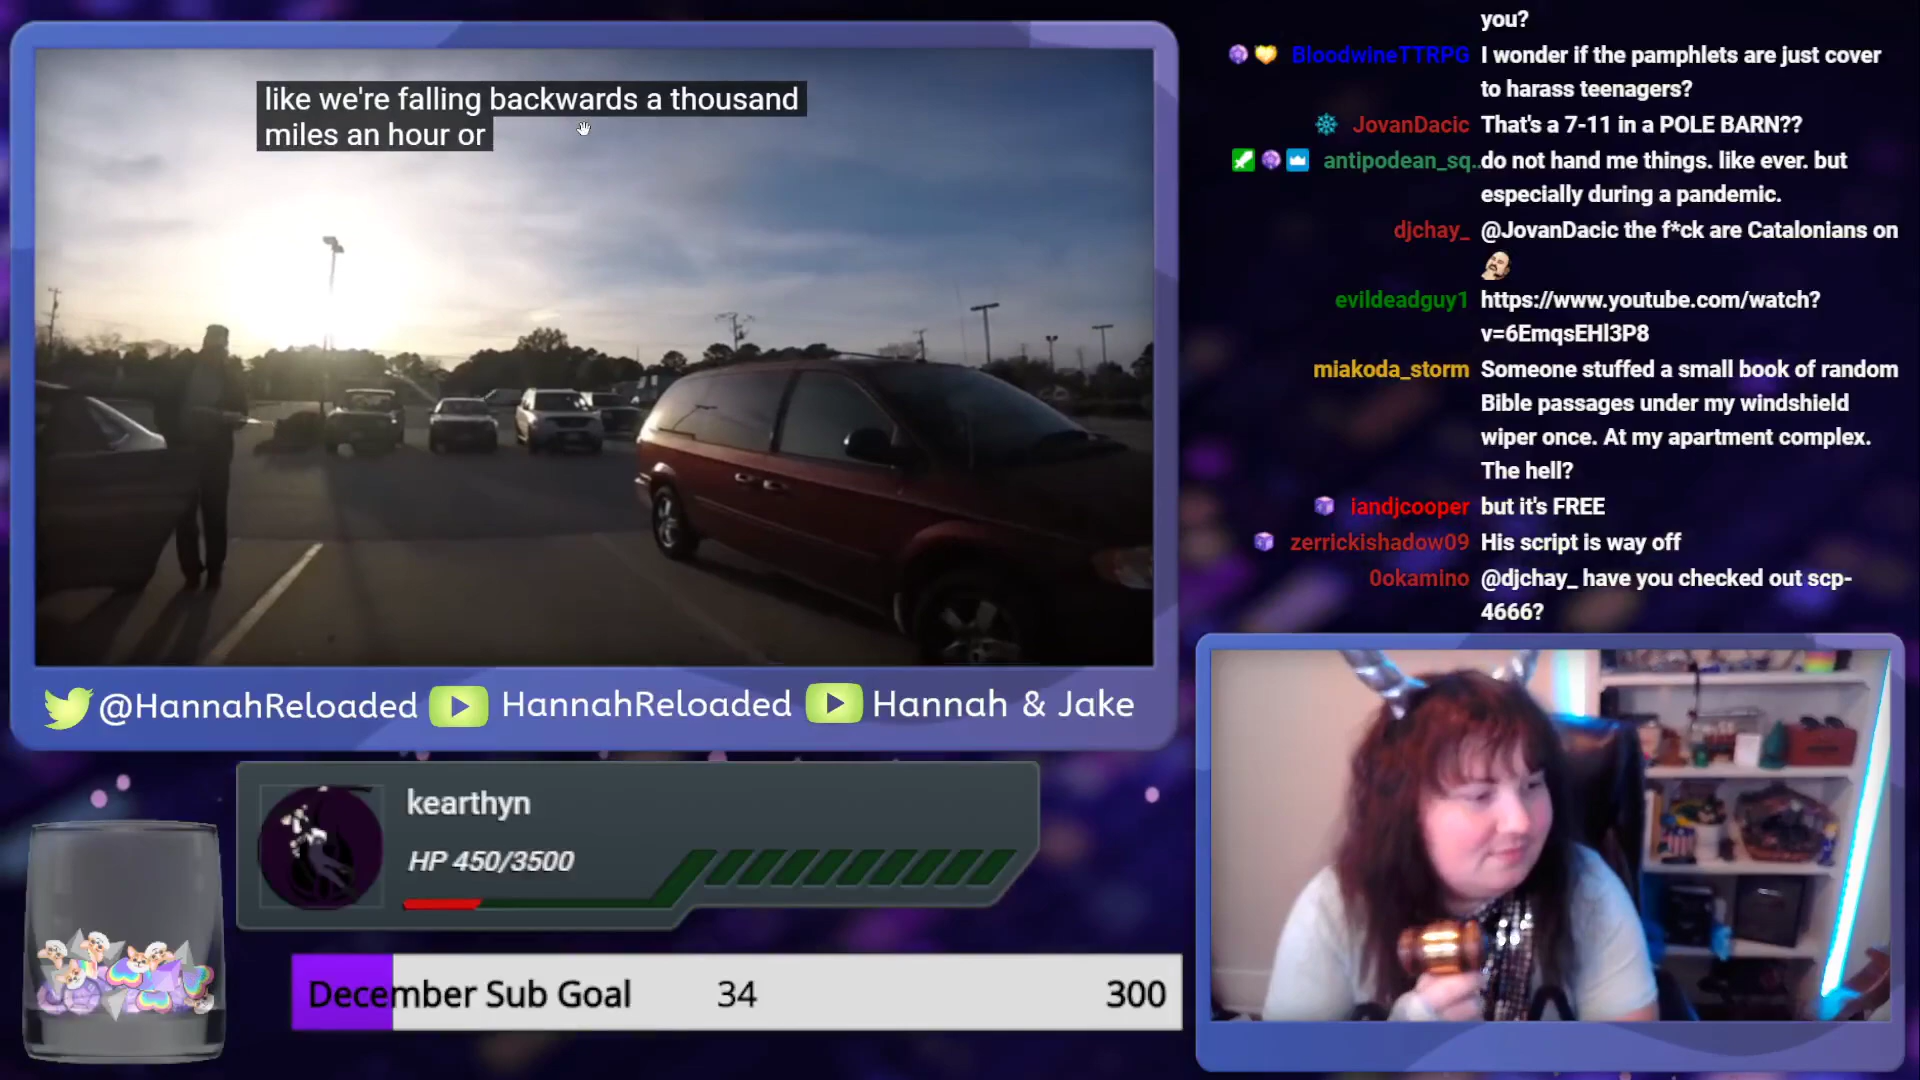 like we're falling backwards a thousand
miles an hour or
@HannahReloaded HannahReloaded Hannah & Jake
kearthyn
HP 450/3500
December Sub Goal 34 300
you?
BloodwineTTRPG I wonder if the pamphlets are just cover
to harass teenagers?
JovanDacic That's a 7-11 in a POLE BARN??
antipodean_sq.. do not hand me things. like ever. but
especially during a pandemic.
djchay_ @JovanDacic the f*ck are Catalonians on
evildeadguy1 https://www.youtube.com/watch?
v=6EmqsEHl3P8
miakoda_storm Someone stuffed a small book of random
Bible passages under my windshield
wiper once. At my apartment complex.
The hell?
iandjcooper but it's FREE
zerrickishadow09 His script is way off
0okamino @djchay_ have you checked out scp-
4666?